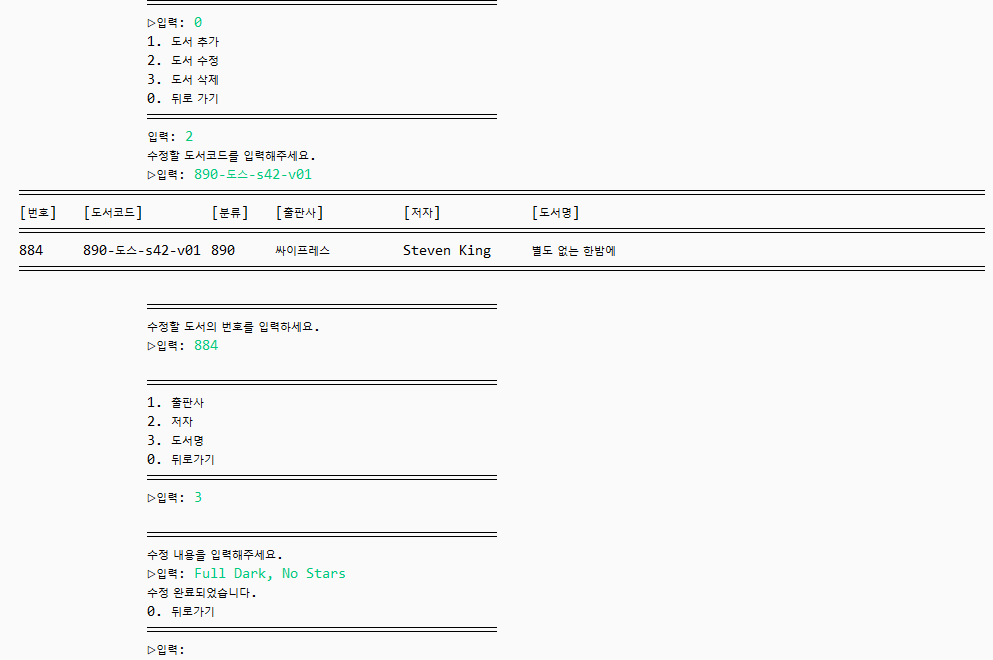 ▷입력: 0
1. 도서 추가
2. 도서 수정
3. 도서 삭제
0. 뒤로 가기
입력: 2
수정할 도서코드를 입력해주세요.
▷입력: 890-도스-s42-v01
[번호] [도서코드] [분류] [출판사] [저자] [도서명]
884 890-도스-s42-v01 890 싸이프레스 Steven King 별도 없는 한밤에
수정할 도서의 번호를 입력하세요.
▷입력: 884
1. 출판사
2. 저자
3. 도서명
0. 뒤로가기
▷입력: 3
수정 내용을 입력해주세요.
▷입력: Full Dark, No Stars
수정 완료되었습니다.
0. 뒤로가기
▷입력: